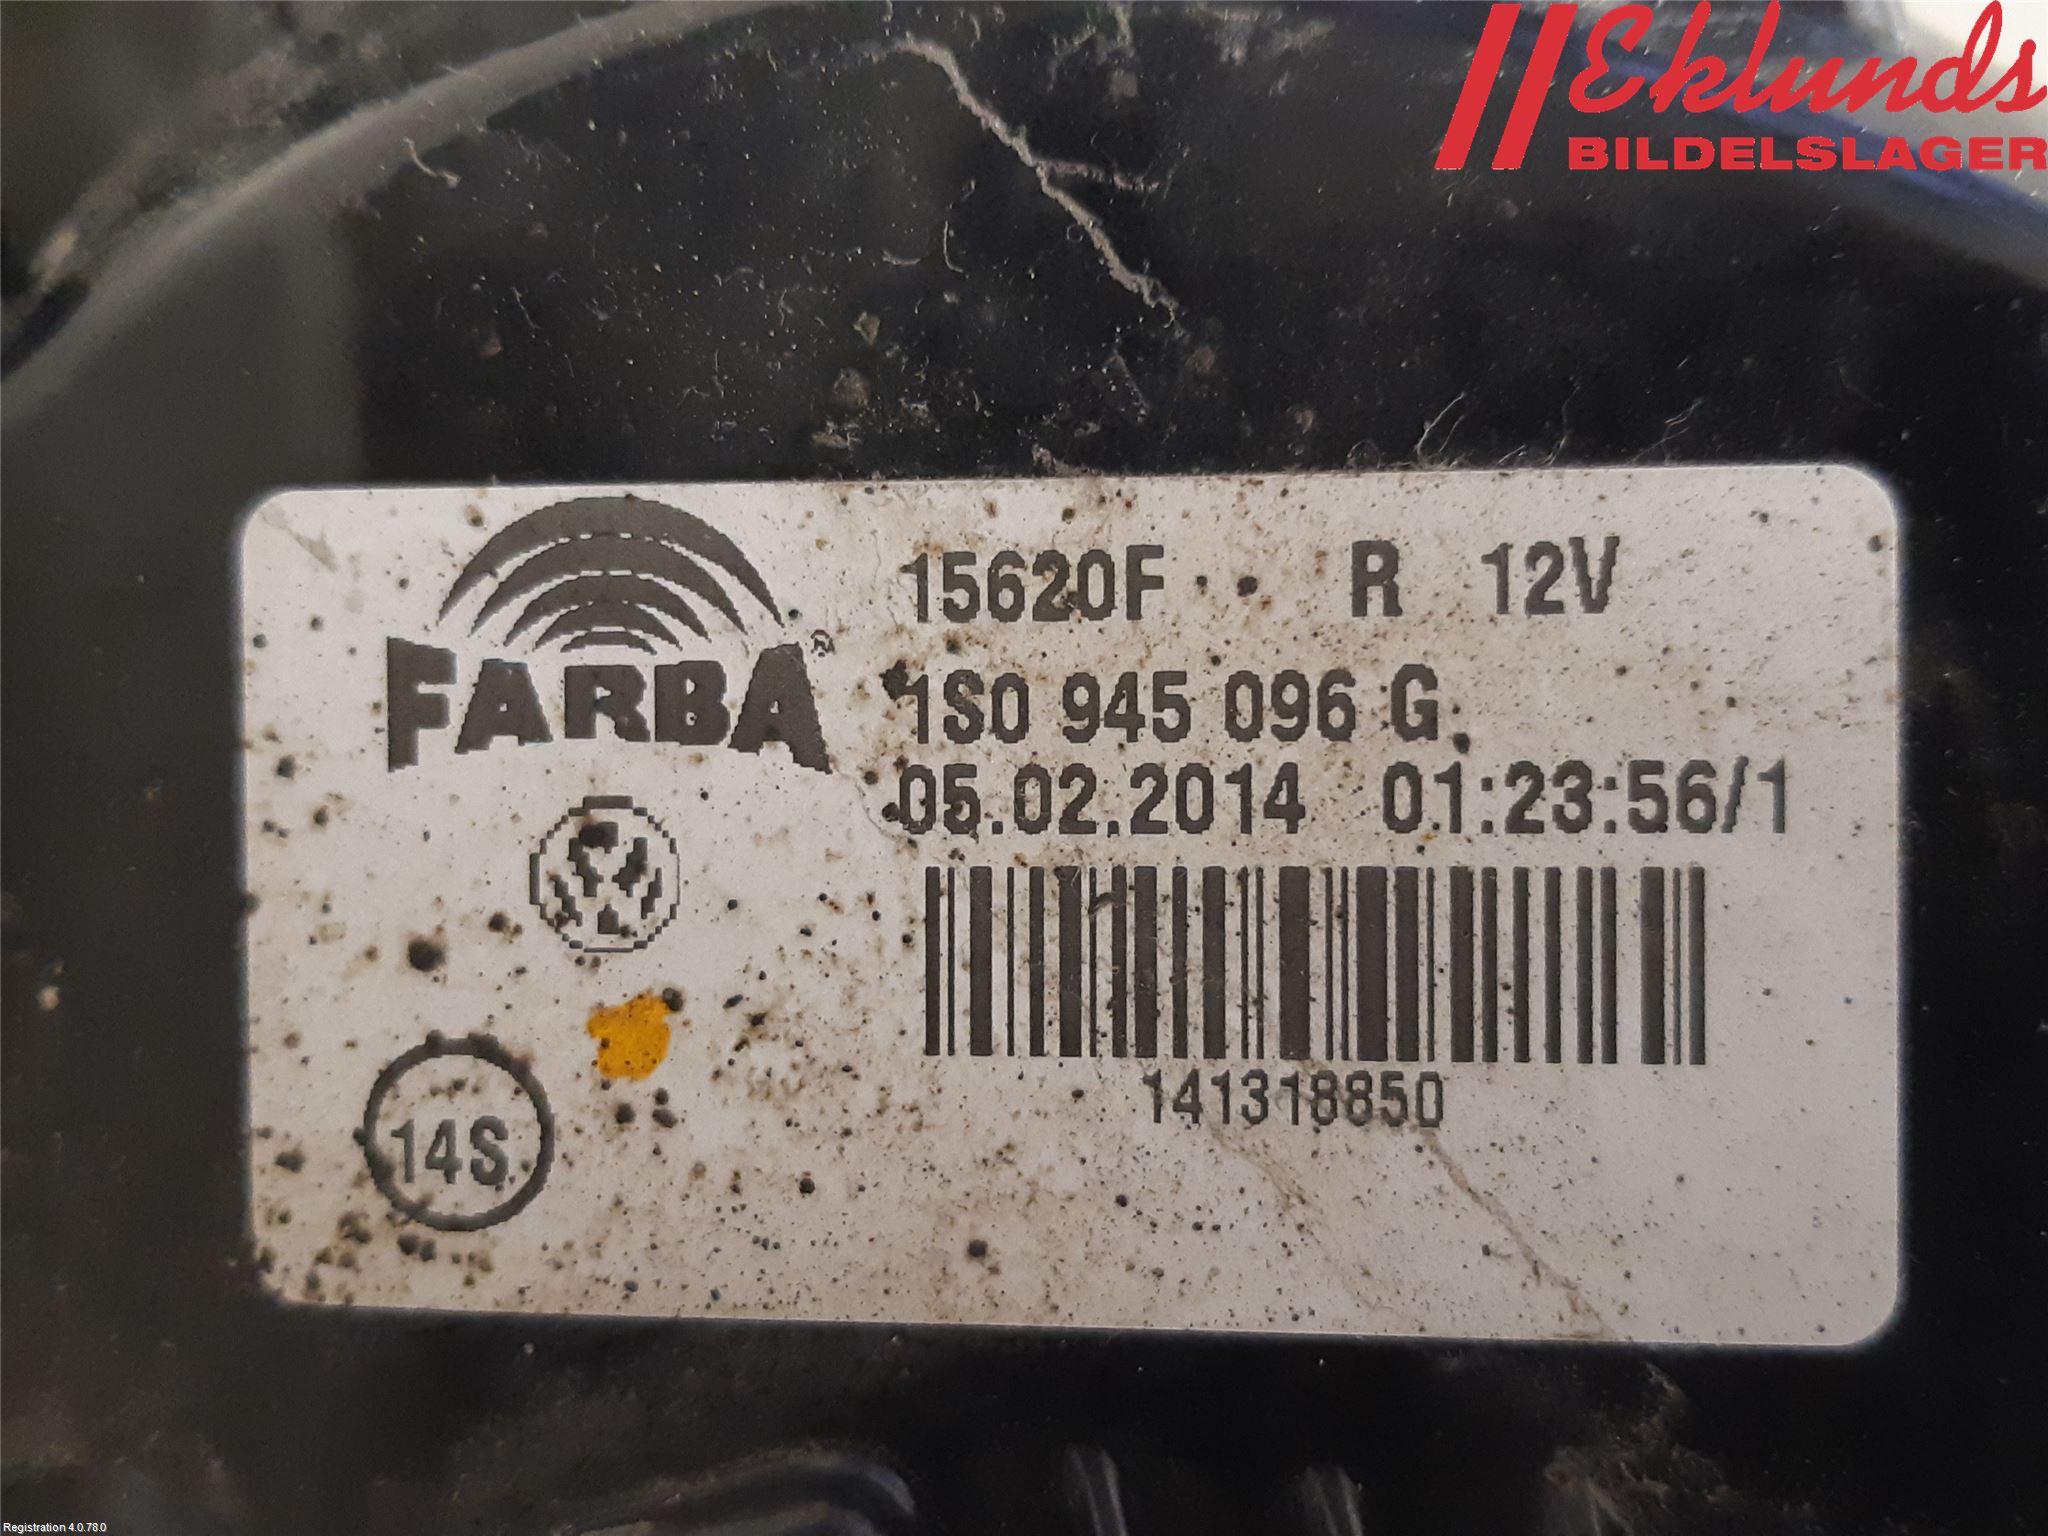 Eklunds
BILDELSLAGER
FARBA®
15620F R 12V
1S0 945 096 G
05.02.2014 01:23:56/1
141318850
14S
Registration 4.0.78.0